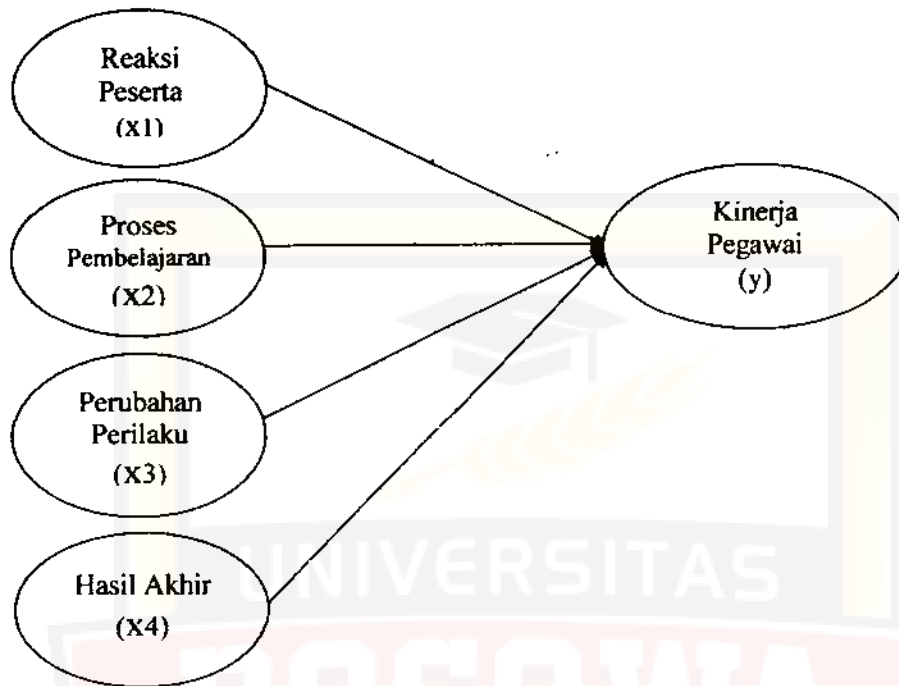 Reaksi
Peserta
(X1)
Proses
Pembelajaran
(X2)
Perubahan
Perilaku
(X3)
Hasil Akhir
(X4)
Kinerja
Pegawai
(y)
UNIVERSITAS